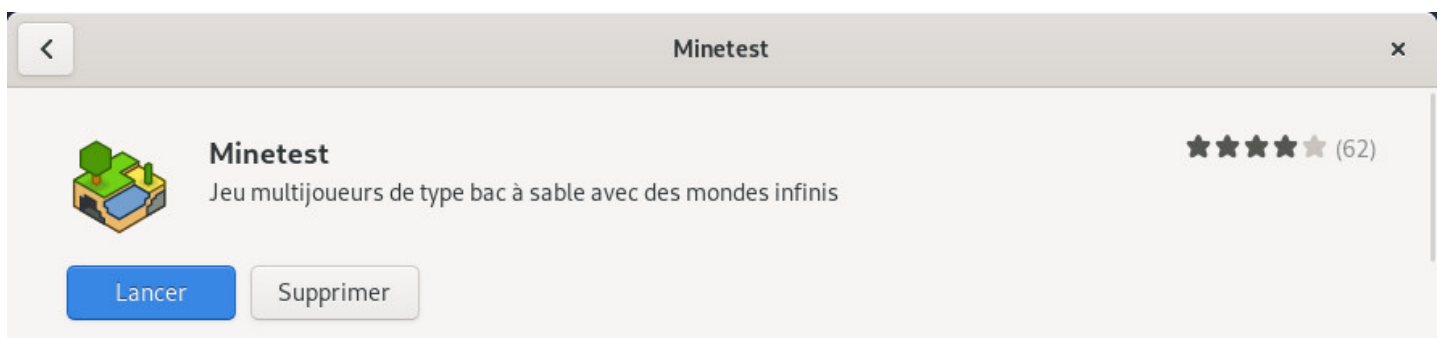 Minetest
Minetest
(62)
Jeu multijoueurs de type bac à sable avec des mondes infinis
Lancer
Supprimer